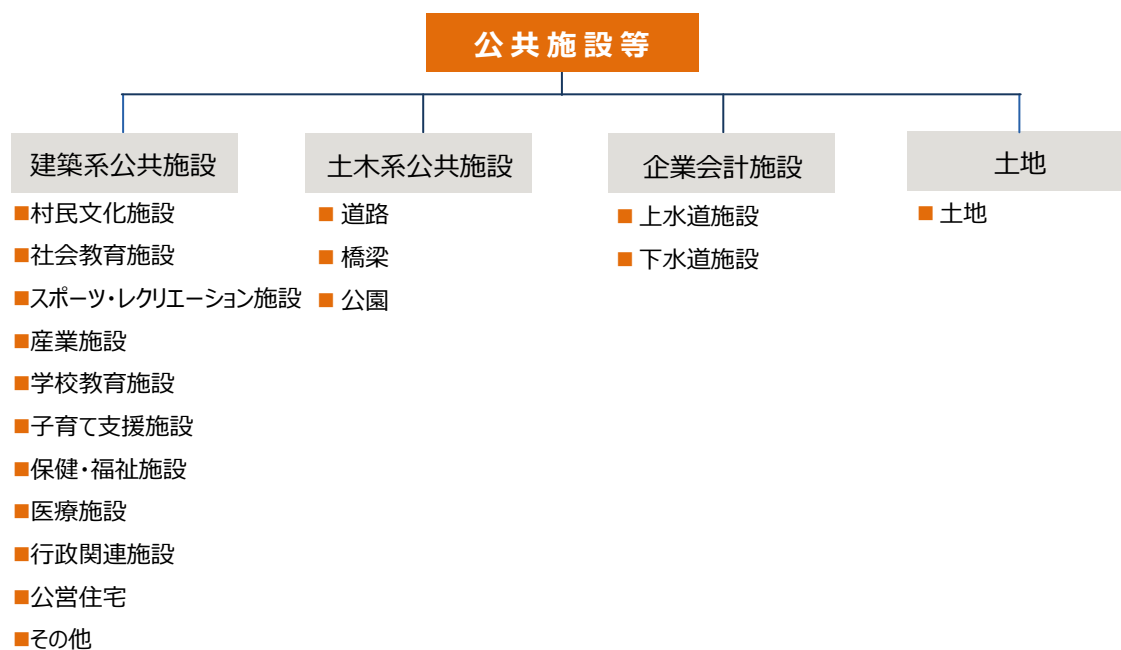 公共施設等
建築系公共施設
■村民文化施設
■社会教育施設
■スポーツ・レクリエーション施設
■産業施設
■学校教育施設
■子育て支援施設
■保健・福祉施設
■医療施設
■行政関連施設
■公営住宅
■その他
土木系公共施設
■ 道路
■ 橋梁
■ 公園
企業会計施設
■ 上水道施設
■ 下水道施設
土地
■ 土地